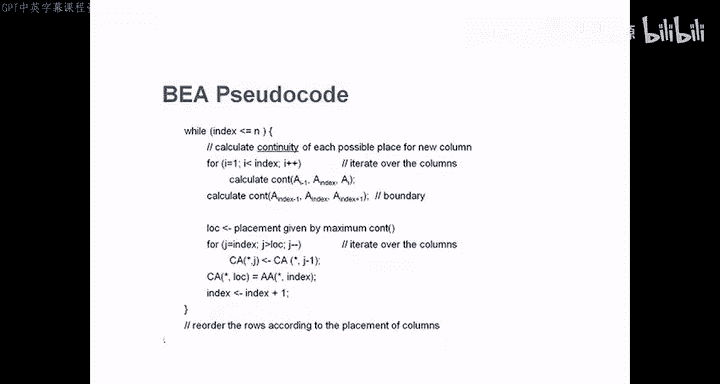 GPT中英字幕课程资
源
bilibili
BEA Pseudocode
while (index <= n ) {
// calculate continuity of each possible place for new column
for (i=1; i< index; i++) // iterate over the columns
calculate cont(Ai-1, Aindex, Ai);
calculate cont(Aindex-1, Aindex, Aindex+1); // boundary
loc <- placement given by maximum cont()
for (j=index; j>loc; j--) // iterate over the columns
CA(*,j) <- CA (*, j-1);
CA(*, loc) = AA(*, index);
index <- index + 1;
}
// reorder the rows according to the placement of columns